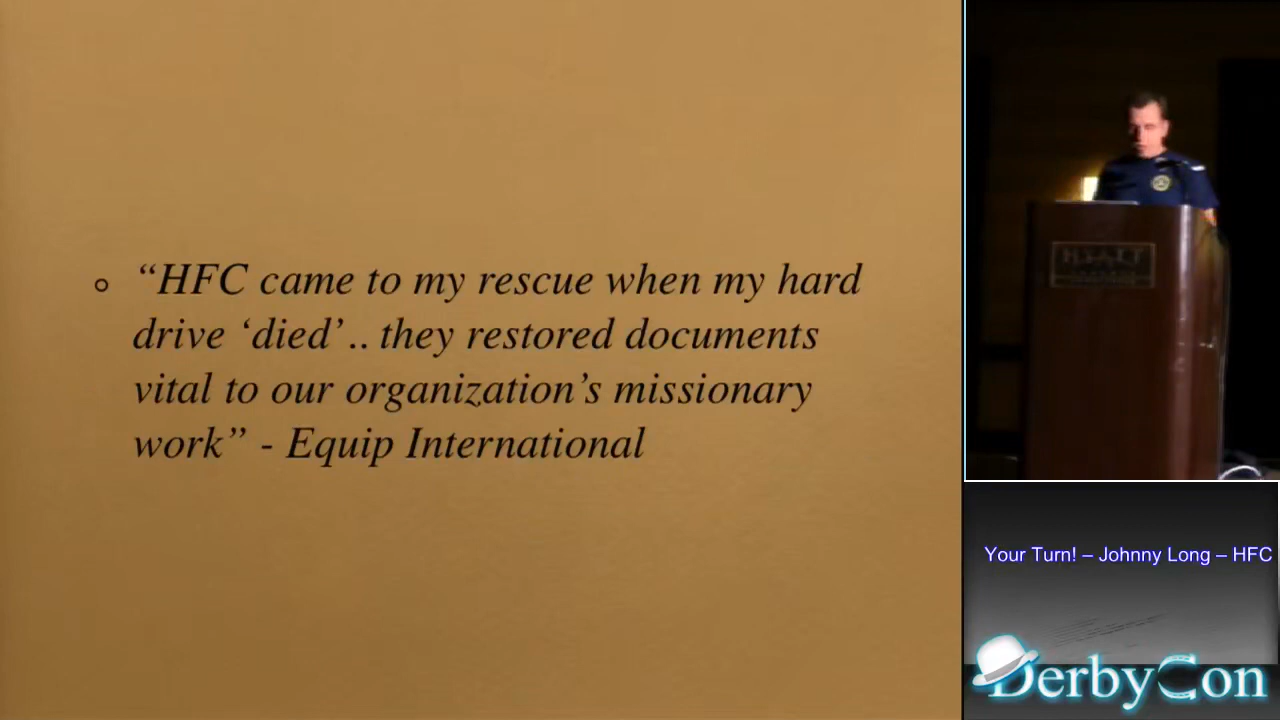 “HFC came to my rescue when my hard
drive ‘died’.. they restored documents
vital to our organization’s missionary
work” - Equip International
HYATT
Your Turn! – Johnny Long – HFC
DerbyCon